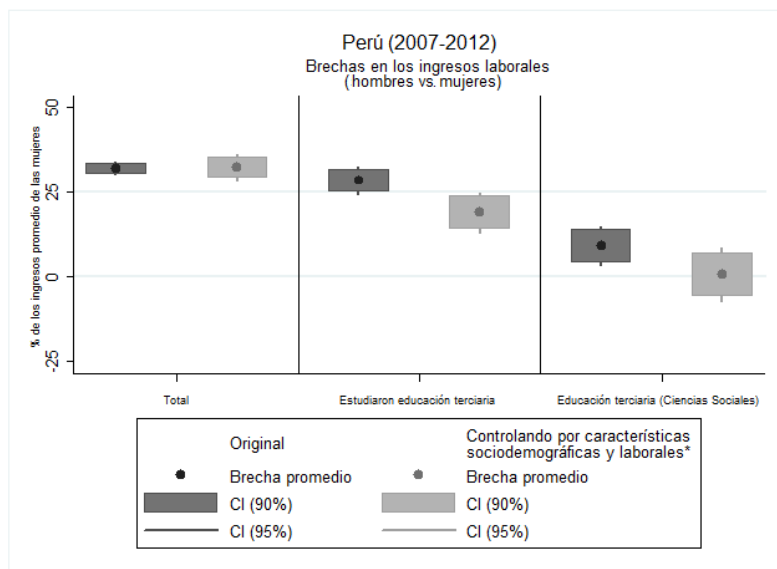 Perú (2007-2012)
Brechas en los ingresos laborales
( hombres vs. mujeres)
% de los ingresos promedio de las mujeres
50
25
0
-25
Total
Estudiaron educación terciaria
Educación terciaria (Ciencias Sociales)
Original
Controlando por características
sociodemográficas y laborales*
Brecha promedio
Brecha promedio
CI (90%)
CI (90%)
CI (95%)
CI (95%)